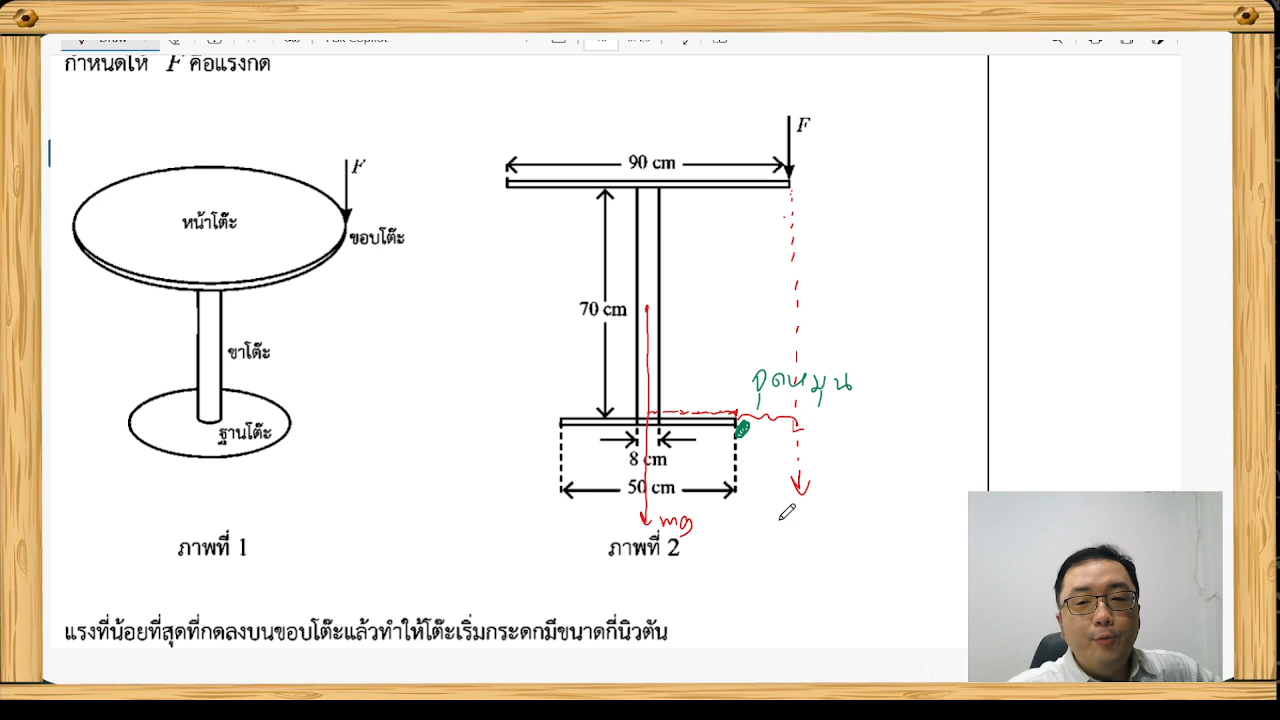 กำหนดให้ F คือแรงกด
F
หน้าโต๊ะ
ขอบโต๊ะ
ขาโต๊ะ
ฐานโต๊ะ
ภาพที่ 1
F
90 cm
70 cm
จุดหมุน
8 cm
50 cm
mg
ภาพที่ 2
แรงที่น้อยที่สุดที่กดลงบนขอบโต๊ะแล้วทำให้โต๊ะเริ่มกระดกมีขนาดกี่นิวตัน